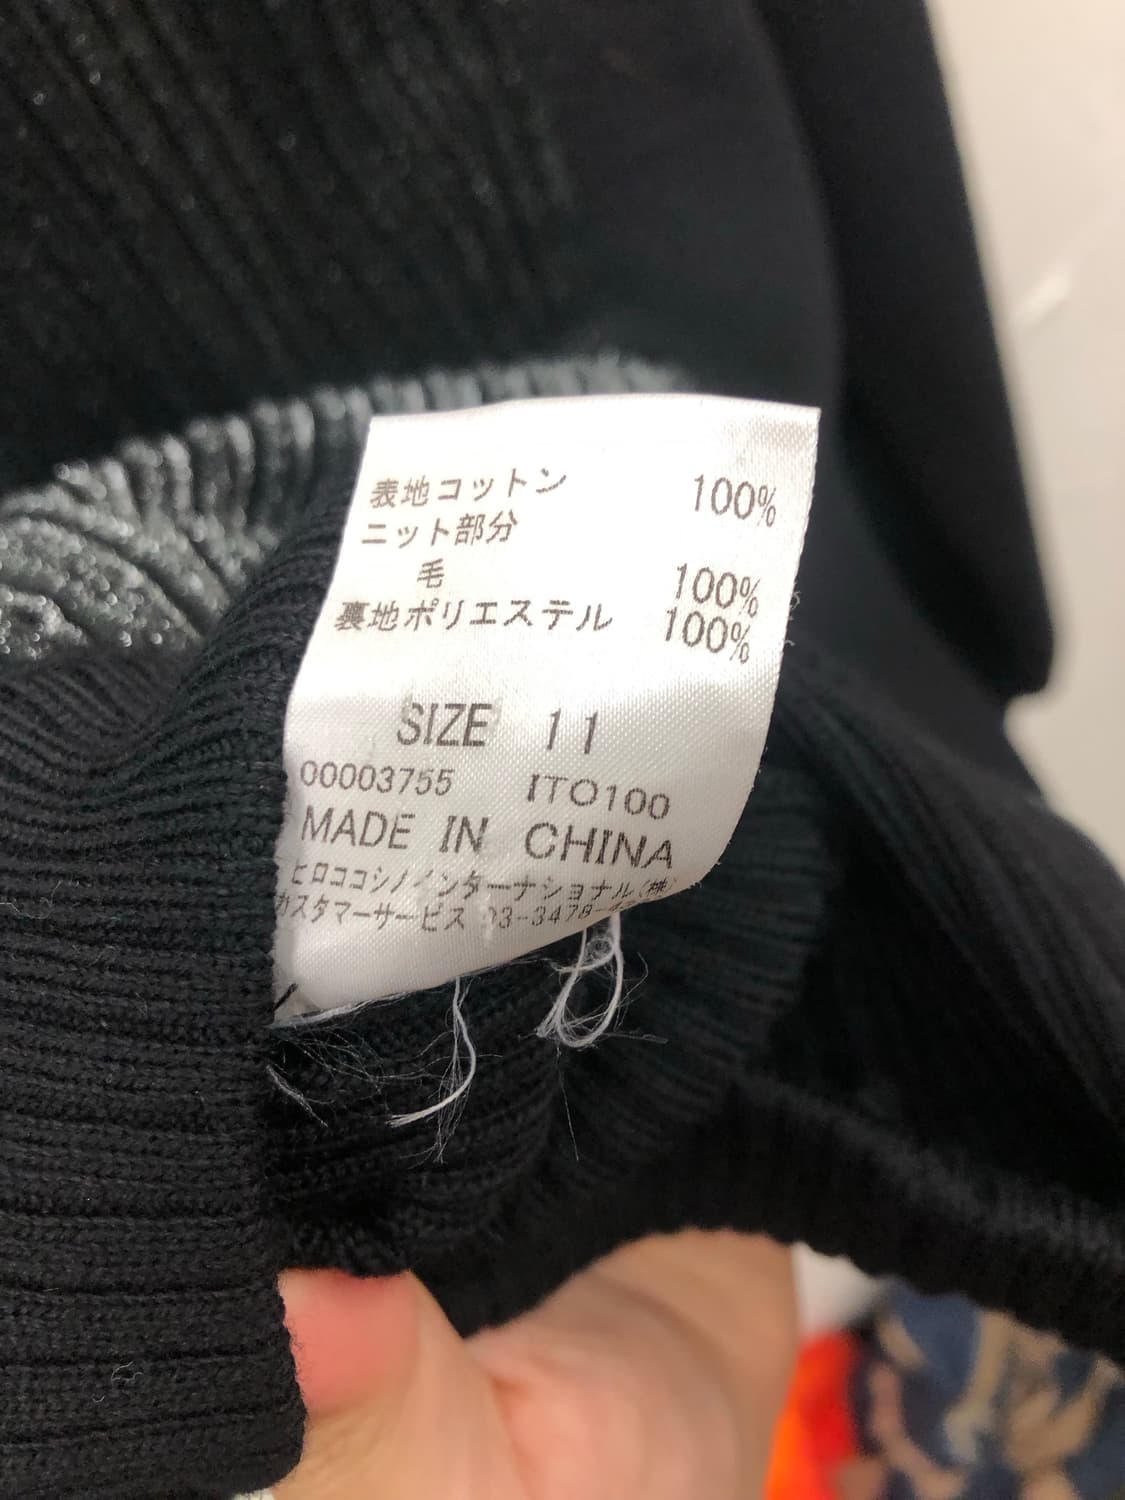 表地コットン 100%
ニット部分
毛 100%
裏地ポリエステル 100%
SIZE 11
00003755 ITO100
MADE IN CHINA
ヒロココシノインターナショナル(株)
カスタマーサービス 03-3478-